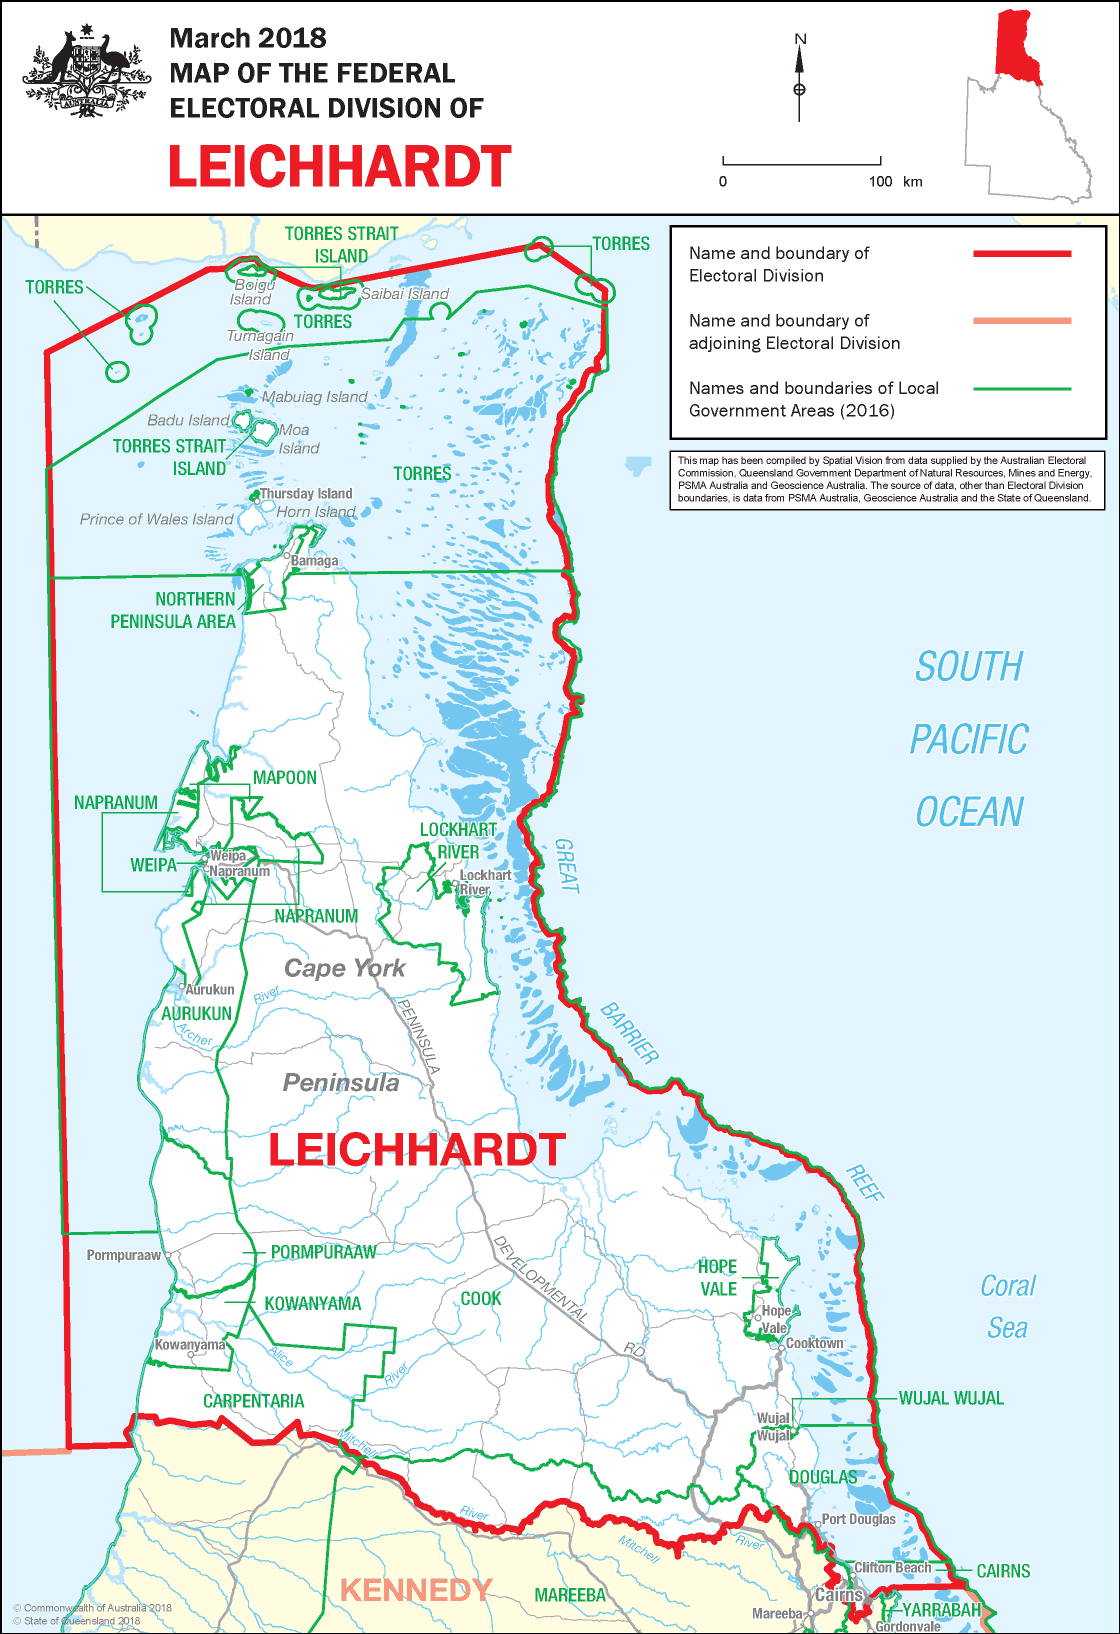 March 2018
MAP OF THE FEDERAL
ELECTORAL DIVISION OF
LEICHHARDT
AUSTRALIA
N
0
100 km
Name and boundary of
Electoral Division
Name and boundary of
adjoining Electoral Division
Names and boundaries of Local
Government Areas (2016)
This map has been compiled by Spatial Vision from data supplied by the Australian Electoral
Commission, Queensland Government Department of Natural Resources, Mines and Energy,
PSMA Australia and Geoscience Australia. The source of data, other than Electoral Division
boundaries, is data from PSMA Australia, Geoscience Australia and the State of Queensland.
TORRES STRAIT
ISLAND
TORRES
TORRES
Boigu
Island
Saibai Island
TORRES
Turnagain
Island
Mabuiag Island
Badu Island
Moa
Island
TORRES STRAIT
ISLAND
TORRES
Thursday Island
Horn Island
Prince of Wales Island
Bamaga
NORTHERN
PENINSULA AREA
SOUTH
PACIFIC
OCEAN
MAPOON
NAPRANUM
LOCKHART
RIVER
WEIPA
Weipa
Napranum
Lockhart
River
NAPRANUM
GREAT
BARRIER
REEF
Cape York
Peninsula
Aurukun
AURUKUN
River
Archer
PENINSULA
LEICHHARDT
Pormpuraaw
PORMPURAAW
KOWANYAMA
COOK
DEVELOPMENTAL
RD
HOPE
VALE
Hope
Vale
Cooktown
Coral
Sea
Kowanyama
Alice
River
CARPENTARIA
WUJAL WUJAL
Wujal
Wujal
Mitchell
River
DOUGLAS
Port Douglas
Mitchell
River
Clifton Beach
CAIRNS
Cairns
YARRABAH
Gordonvale
Mareeba
KENNEDY
MAREEBA
© Commonwealth of Australia 2018
© State of Queensland 2018